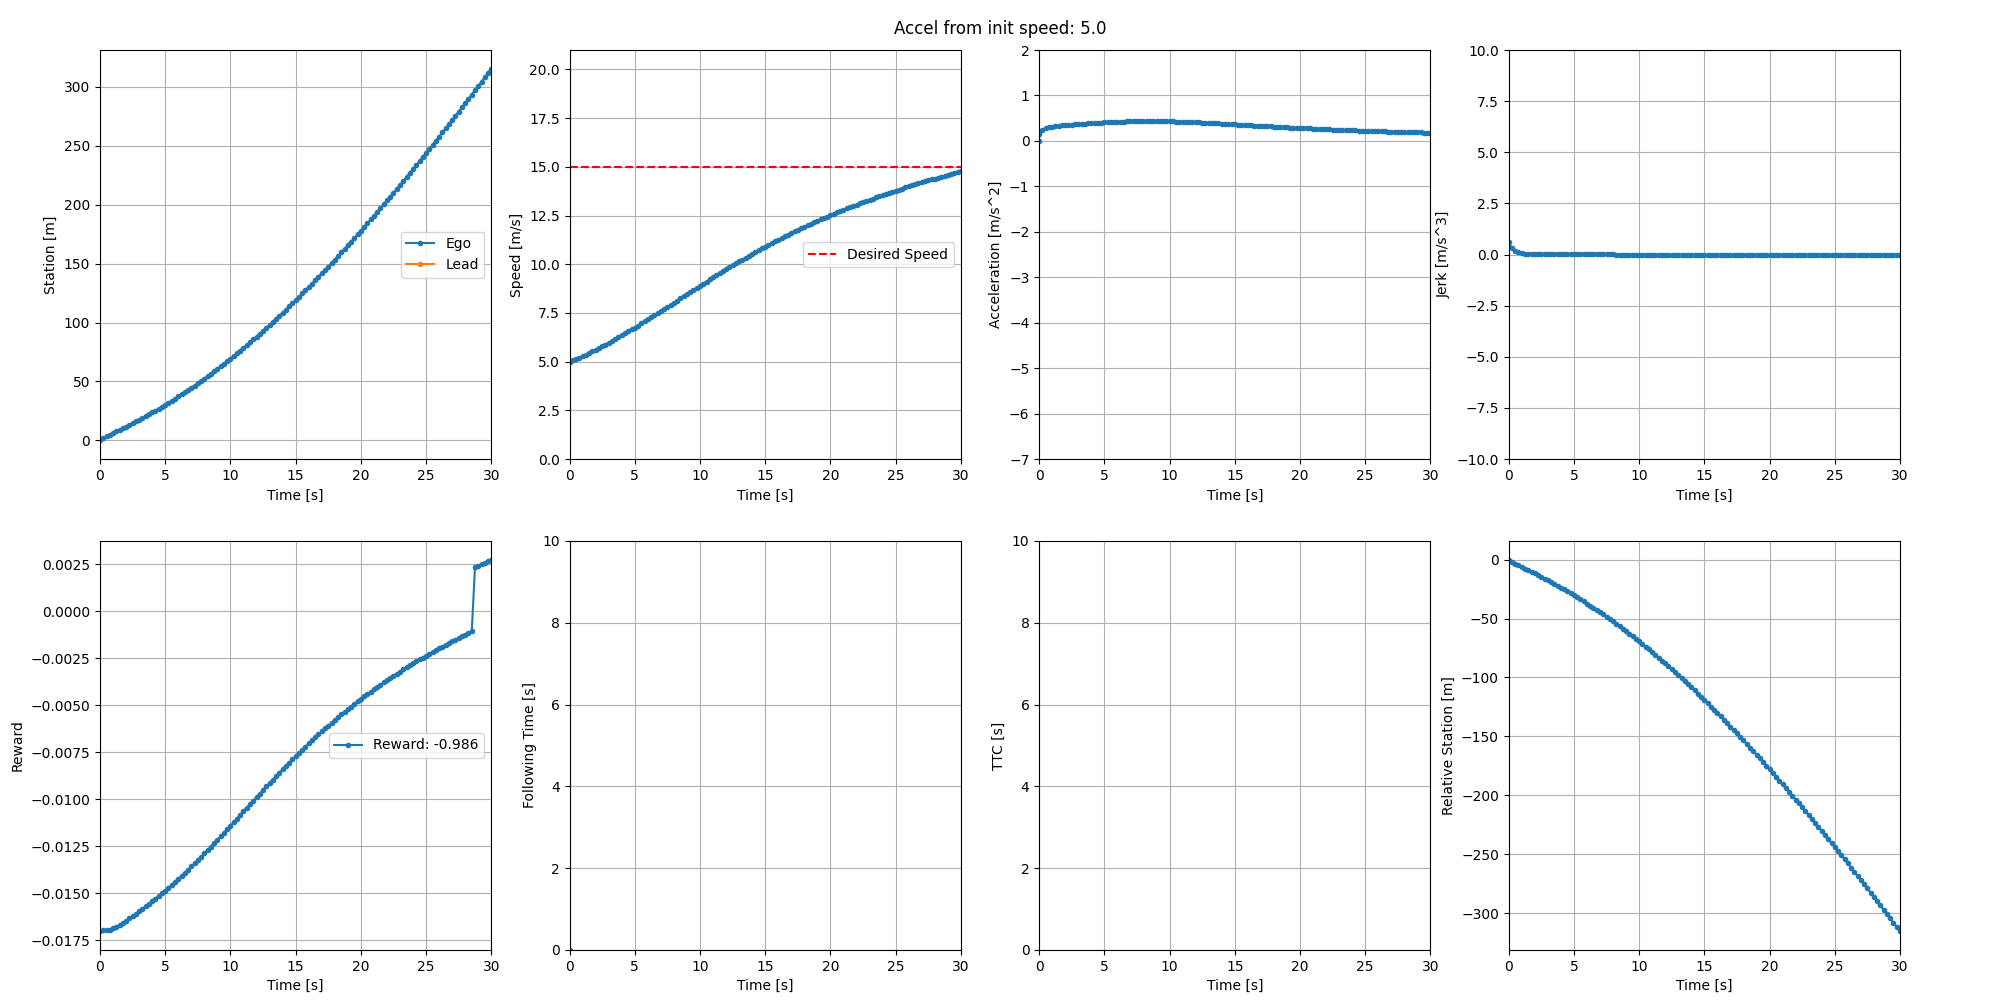 Accel from init speed: 5.0
Station [m]
300
250
200
150
100
50
0
Ego
Lead
0 5 10 15 20 25 30
Time [s]
Speed [m/s]
20.0
17.5
15.0
12.5
10.0
7.5
5.0
2.5
0.0
Desired Speed
0 5 10 15 20 25 30
Time [s]
Acceleration [m/s^2]
2
1
0
−1
−2
−3
−4
−5
−6
−7
0 5 10 15 20 25 30
Time [s]
Jerk [m/s^3]
10.0
7.5
5.0
2.5
0.0
−2.5
−5.0
−7.5
−10.0
0 5 10 15 20 25 30
Time [s]
Reward
0.0025
0.0000
−0.0025
−0.0050
−0.0075
−0.0100
−0.0125
−0.0150
−0.0175
Reward: -0.986
0 5 10 15 20 25 30
Time [s]
Following Time [s]
10
8
6
4
2
0
0 5 10 15 20 25 30
Time [s]
TTC [s]
10
8
6
4
2
0
0 5 10 15 20 25 30
Time [s]
Relative Station [m]
0
−50
−100
−150
−200
−250
−300
0 5 10 15 20 25 30
Time [s]